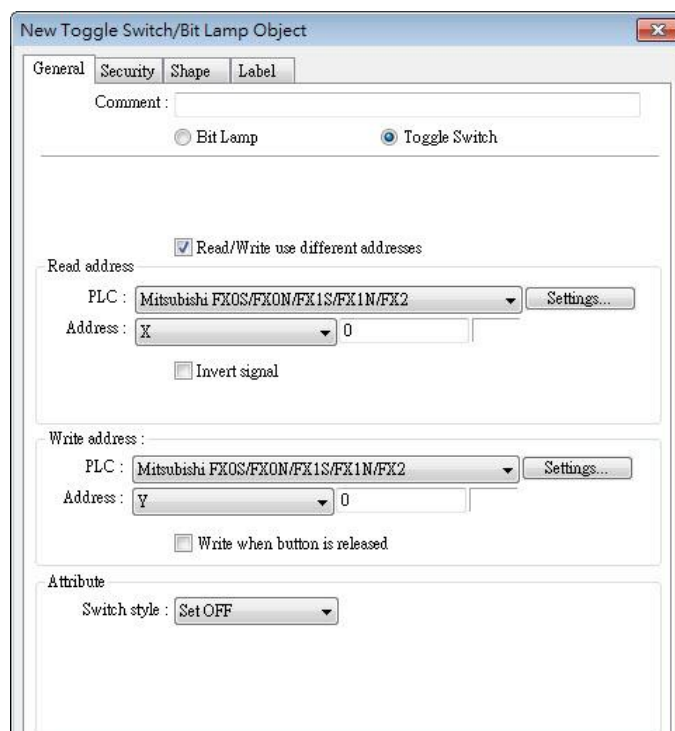 New Toggle Switch/Bit Lamp Object
General Security Shape Label
Comment :
Bit Lamp Toggle Switch
Read/Write use different addresses
Read address
PLC : Mitsubishi FX0S/FX0N/FX1S/FX1N/FX2 Settings...
Address : X 0
Invert signal
Write address :
PLC : Mitsubishi FX0S/FX0N/FX1S/FX1N/FX2 Settings...
Address : Y 0
Write when button is released
Attribute
Switch style : Set OFF